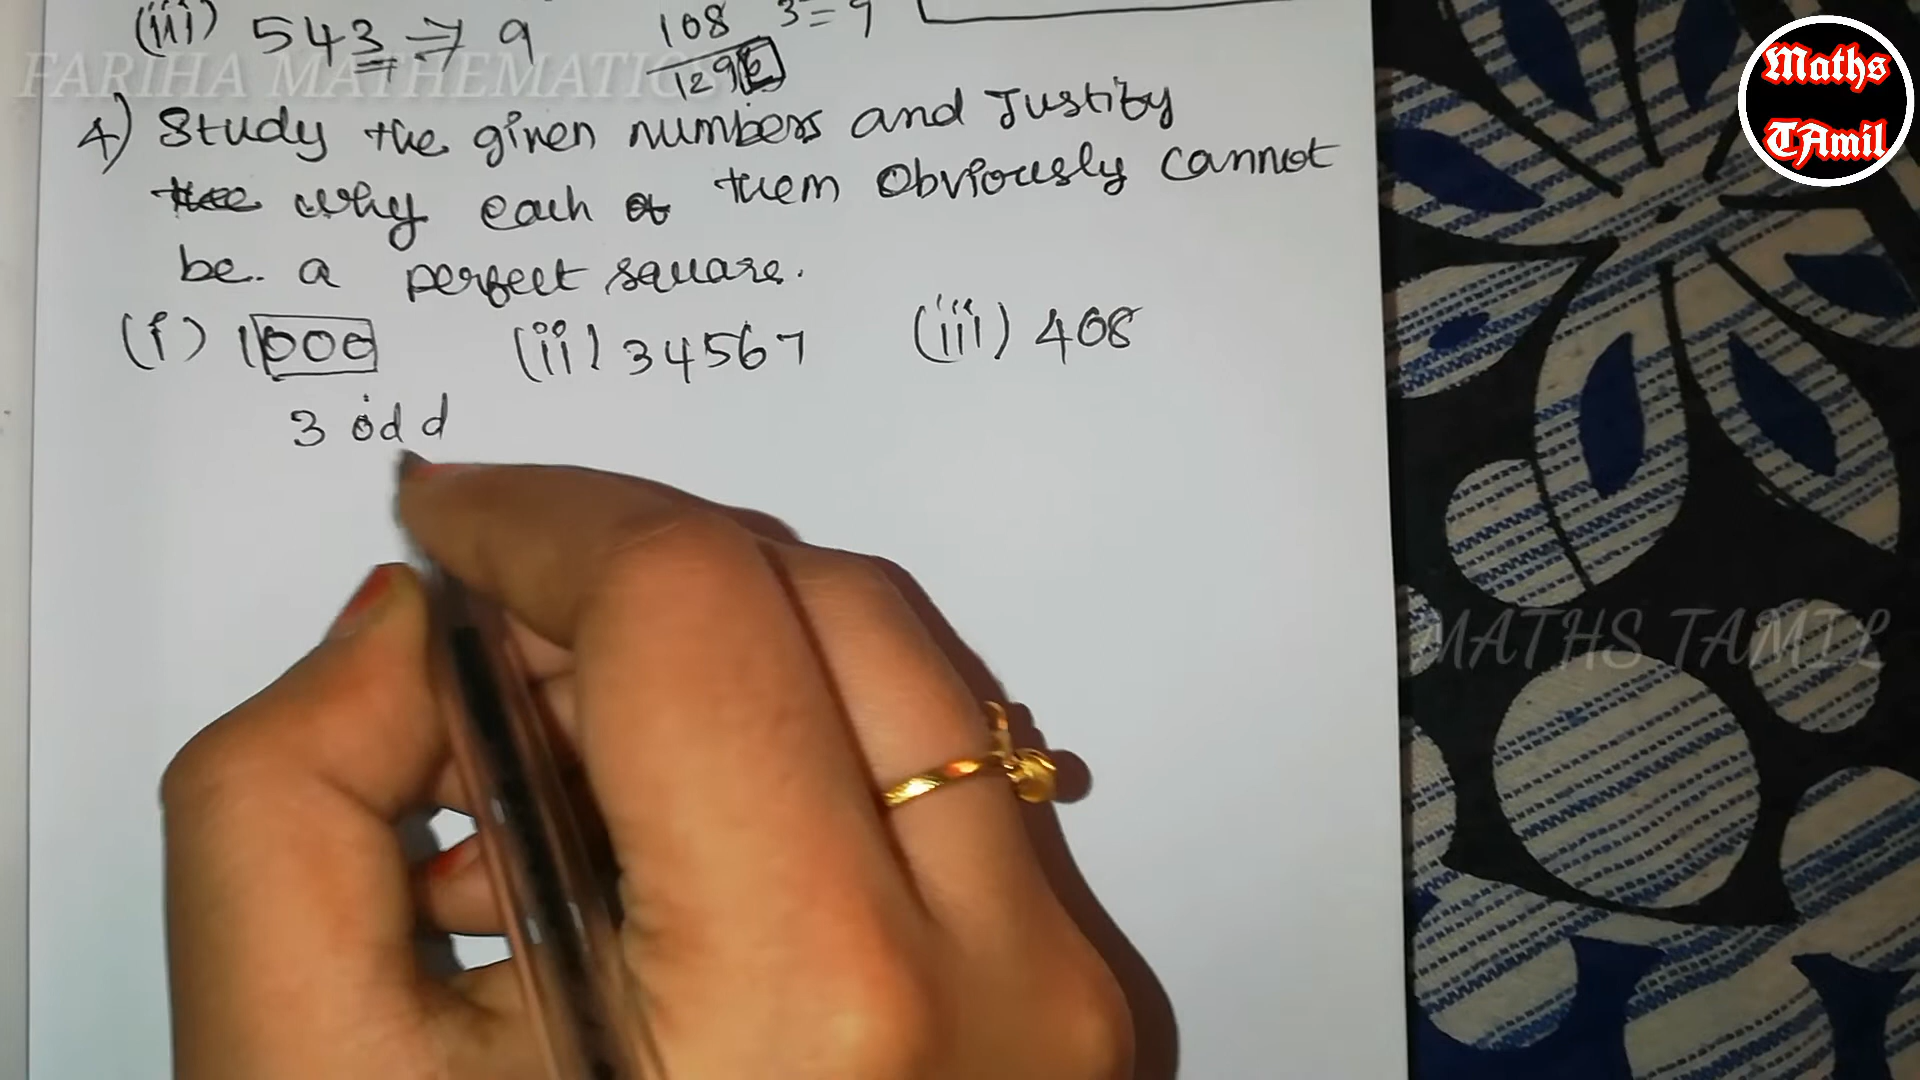 (iii) 543 => 9 108 3 = 9
1296
FARIHA MATHEMATICS
4) Study the given numbers and Justify
the why each of them Obviously cannot
be a perfect square.
(i) 1000 (ii) 34567 (iii) 408
3 odd
Maths
TAmil
MATHS TAMIL